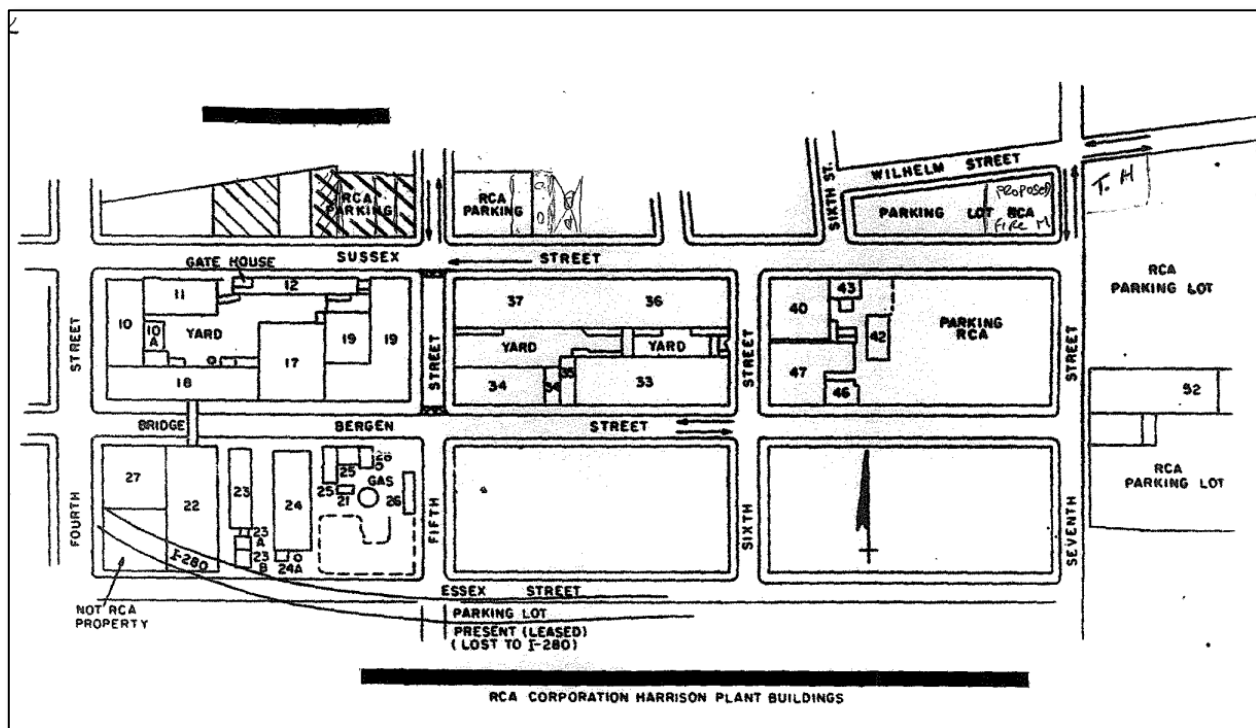 SIXTH ST.
WILHELM STREET
RCA
PARKING
RCA
PARKING
PARKING LOT RCA
PROPOSED
FIRE M
T. H
SUSSEX STREET
GATE HOUSE
11
12
10
10
A
YARD
17
19
19
18
37
36
YARD
YARD
34
34
35
33
40
43
42
47
46
PARKING
RCA
RCA
PARKING LOT
52
RCA
PARKING LOT
STREET
STREET
STREET
STREET
BRIDGE
BERGEN STREET
27
22
23
23
A
23
B
24
24A
25
25
21
GAS
26
FOURTH
FIFTH
SIXTH
SEVENTH
I-280
NOT RCA
PROPERTY
ESSEX STREET
PARKING LOT
PRESENT (LEASED)
(LOST TO I-280)
RCA CORPORATION HARRISON PLANT BUILDINGS